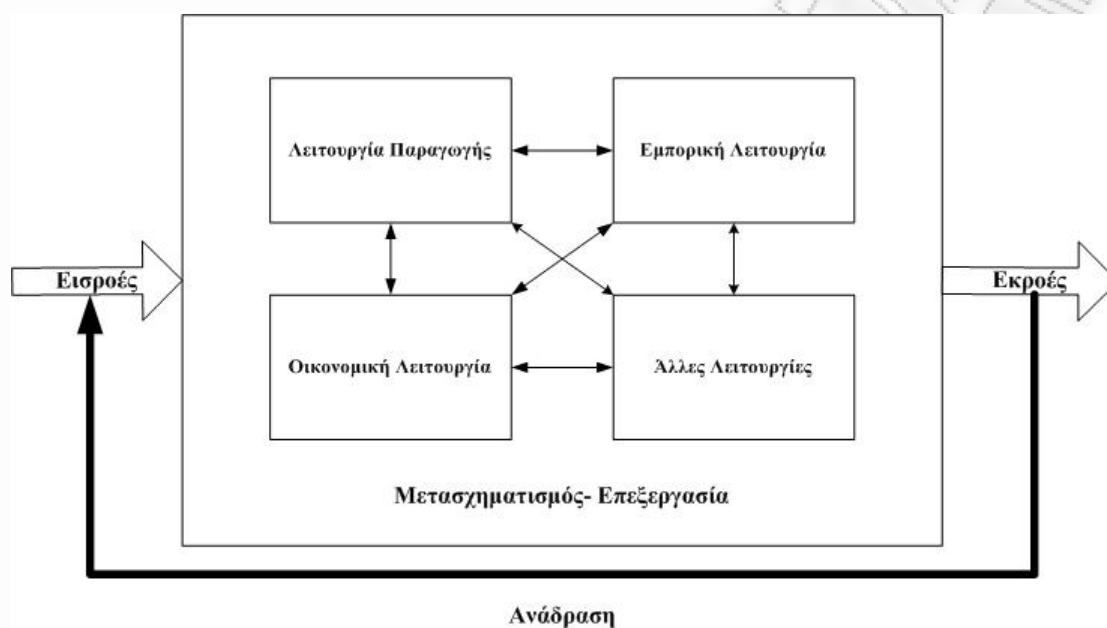 Λειτουργία Παραγωγής
Εμπορική Λειτουργία
Εισροές
Εκροές
Οικονομική Λειτουργία
Άλλες Λειτουργίες
Μετασχηματισμός- Επεξεργασία
Ανάδραση